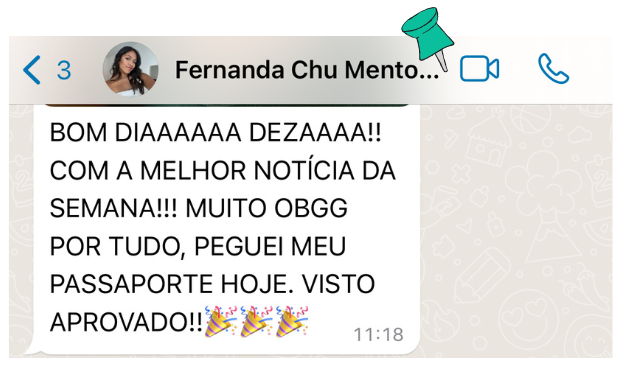 3 Fernanda Chu Mento...
BOM DIAAAAAA DEZAAAA!!
COM A MELHOR NOTÍCIA DA
SEMANA!!! MUITO OBGG
POR TUDO, PEGUEI MEU
PASSAPORTE HOJE. VISTO
APROVADO!!🎉🎉🎉
11:18